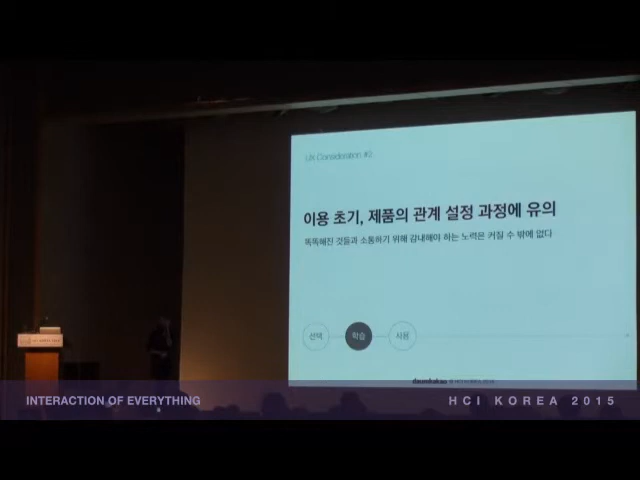 UX Consideration #2
이용 초기, 제품의 관계 설정 과정에 유의
똑똑해진 것들과 소통하기 위해 감내해야 하는 노력은 커질 수 밖에 없다
선택
학습
사용
daumkakao @ HCI KOREA 2015
INTERACTION OF EVERYTHING
HCI KOREA 2015